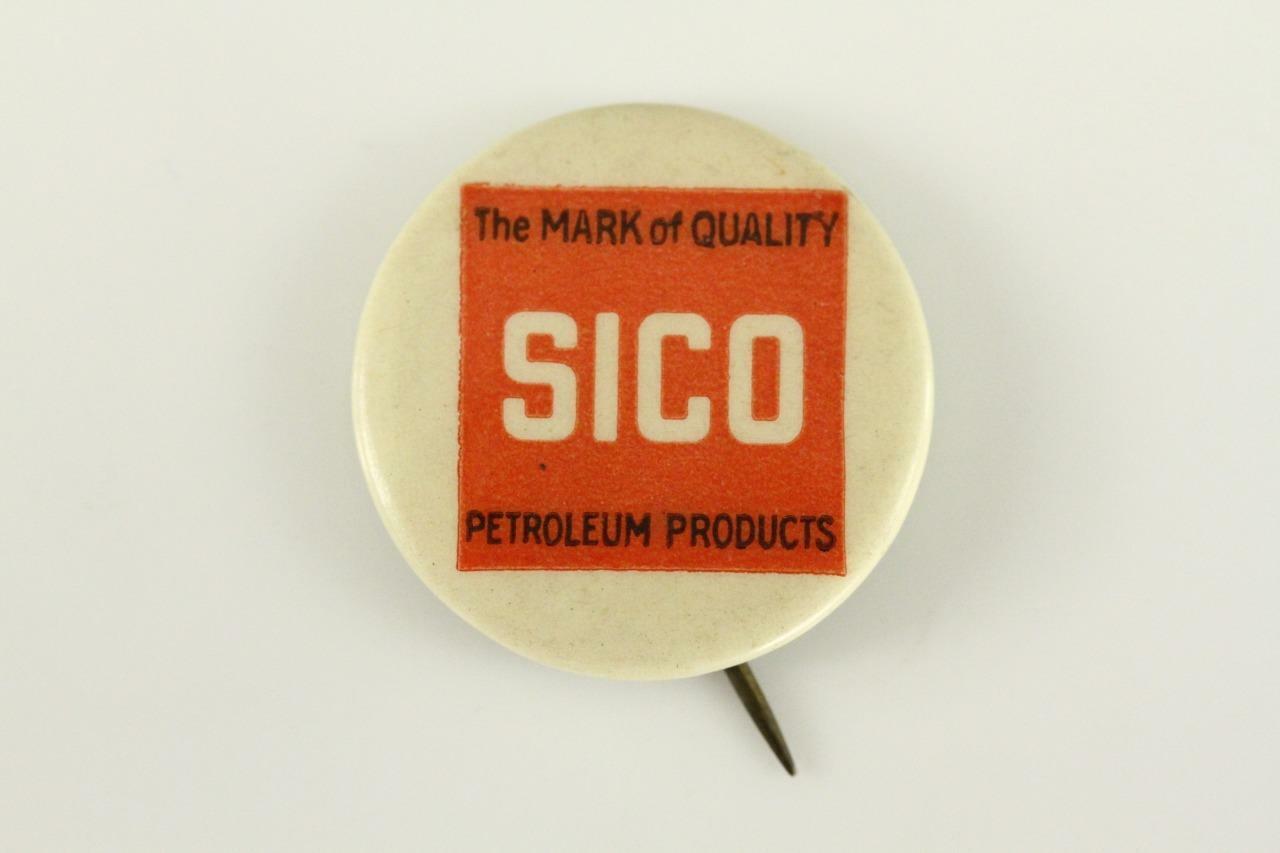 The MARK of QUALITY
SICO
PETROLEUM PRODUCTS